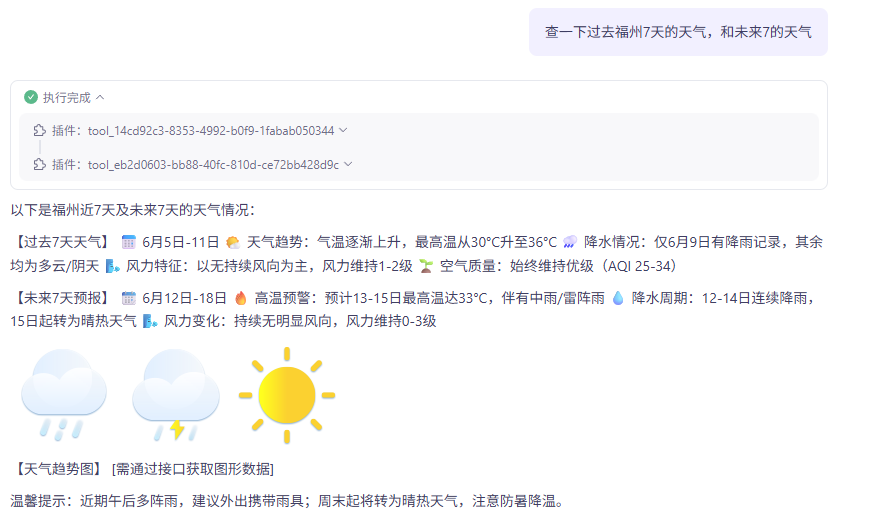 查一下过去福州7天的天气，和未来7的天气
执行完成
插件：tool_14cd92c3-8353-4992-b0f9-1fabab050344
插件：tool_eb2d0603-bb88-40fc-810d-ce72bb428d9c
以下是福州近7天及未来7天的天气情况：
【过去7天天气】 📅 6月5日-11日 🌤️ 天气趋势：气温逐渐上升，最高温从30°C升至36°C 🌧️ 降水情况：仅6月9日有降雨记录，其余
均为多云/阴天 🌬️ 风力特征：以无持续风向为主，风力维持1-2级 🌱 空气质量：始终维持优级（AQI 25-34）
【未来7天预报】 📅 6月12日-18日 🔥 高温预警：预计13-15日最高温达33°C，伴有中雨/雷阵雨 💧 降水周期：12-14日连续降雨，
15日起转为晴热天气 🌬️ 风力变化：持续无明显风向，风力维持0-3级
【天气趋势图】 [需通过接口获取图形数据]
温馨提示：近期午后多阵雨，建议外出携带雨具；周末起将转为晴热天气，注意防暑降温。